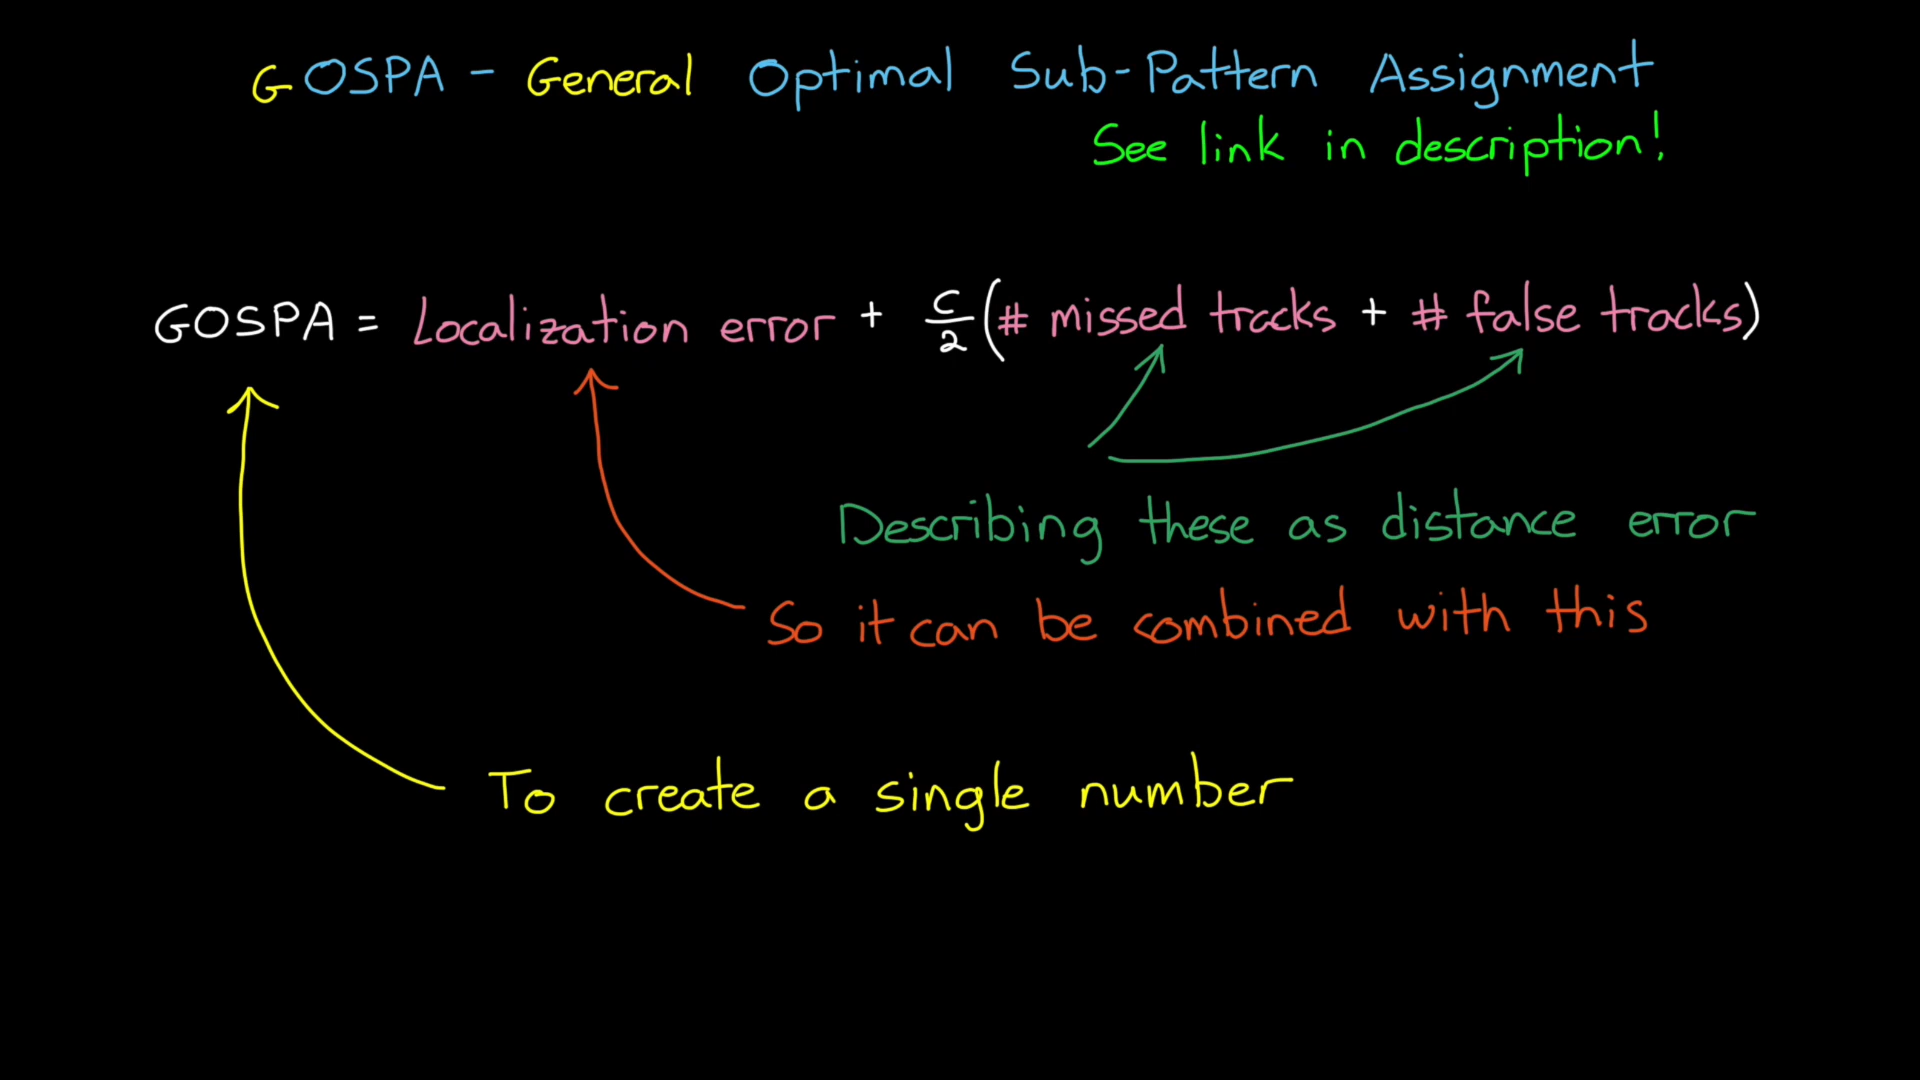 GOSPA - General Optimal Sub-Pattern Assignment
See link in description!
GOSPA = Localization error + C/2 (# missed tracks + # false tracks)
Describing these as distance error
So it can be combined with this
To create a single number